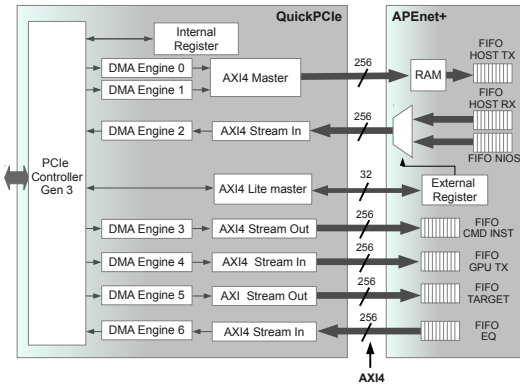 QuickPCIe
APEnet+
Internal
Register
FIFO
HOST TX
DMA Engine 0
DMA Engine 1
AXI4 Master
256
RAM
FIFO
HOST RX
DMA Engine 2
AXI4 Stream In
256
FIFO NIOS
PCIe
Controller
Gen 3
AXI4 Lite master
32
External
Register
DMA Engine 3
AXI4 Stream Out
256
FIFO
CMD INST
DMA Engine 4
AXI4 Stream In
256
FIFO
GPU TX
DMA Engine 5
AXI Stream Out
256
FIFO
TARGET
DMA Engine 6
AXI4 Stream In
256
FIFO
EQ
AXI4